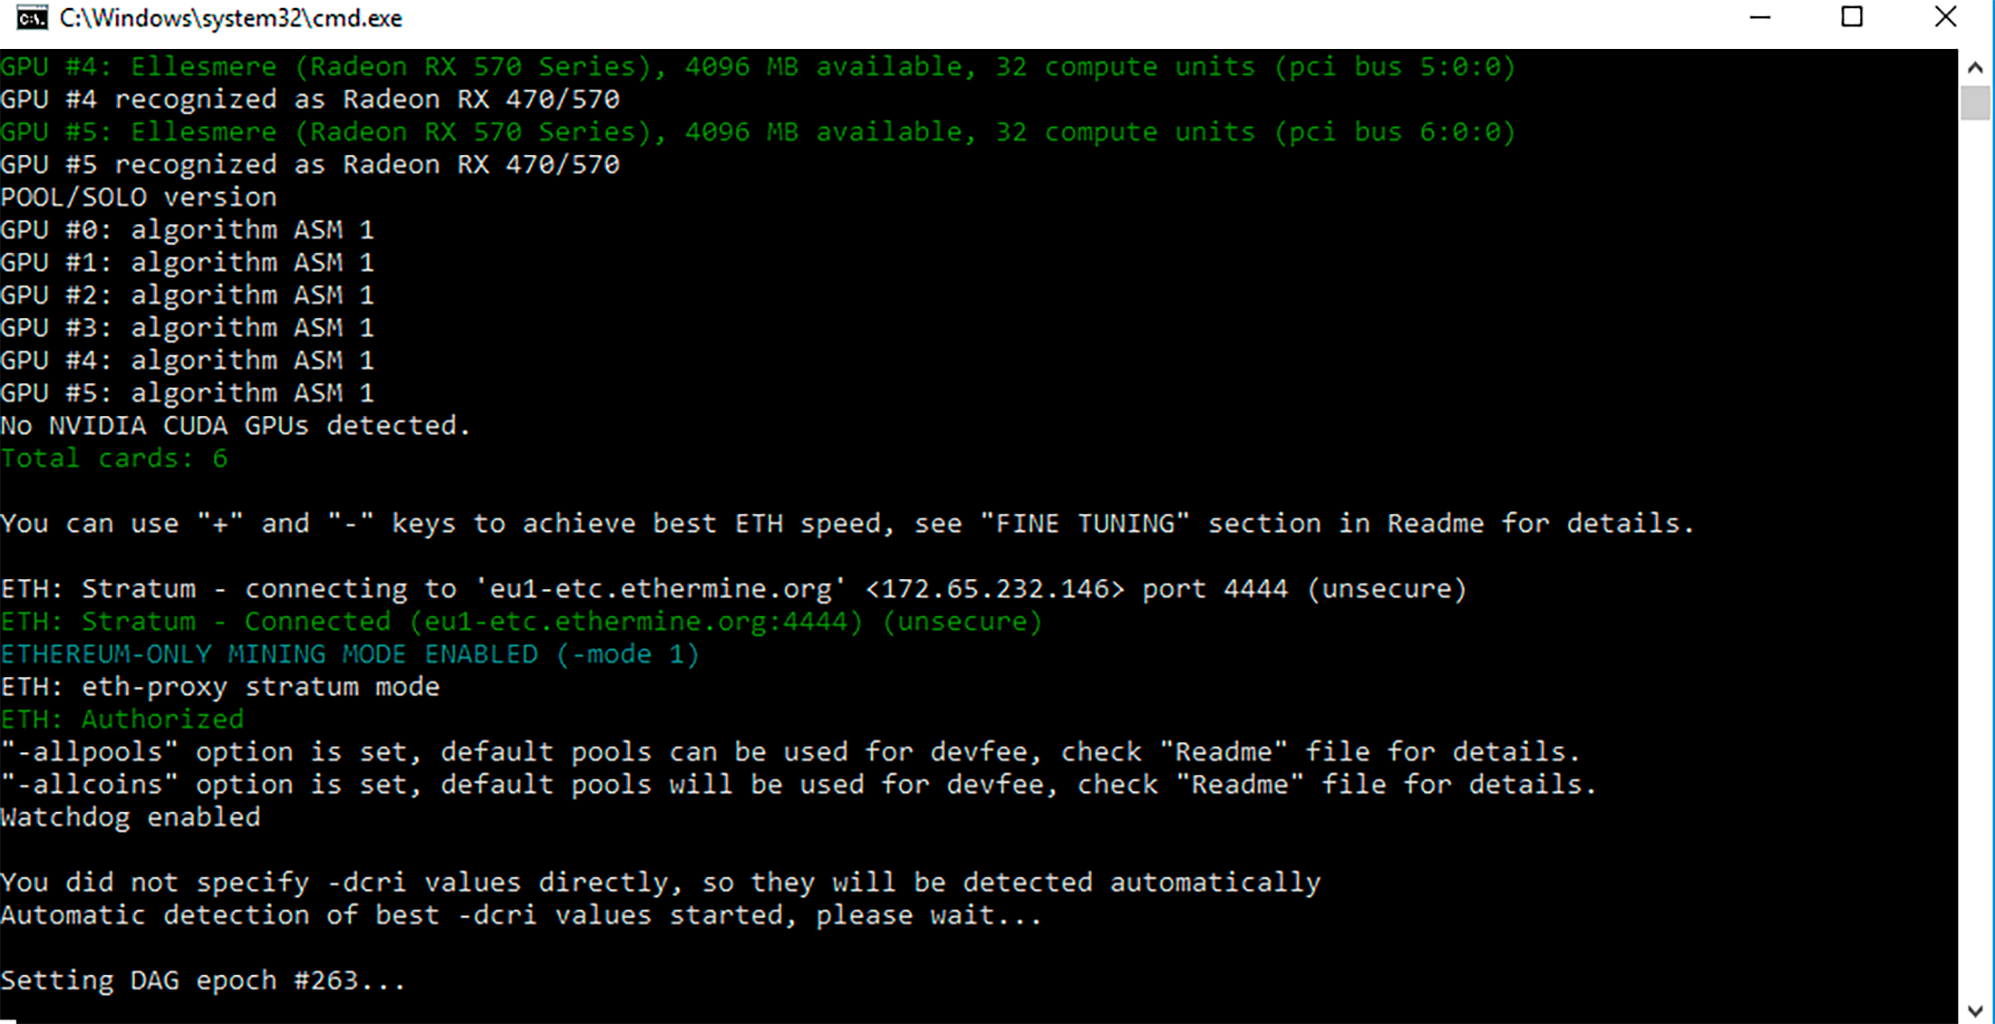 C:\Windows\system32\cmd.exe
GPU #4: Ellesmere (Radeon RX 570 Series), 4096 MB available, 32 compute units (pci bus 5:0:0)
GPU #4 recognized as Radeon RX 470/570
GPU #5: Ellesmere (Radeon RX 570 Series), 4096 MB available, 32 compute units (pci bus 6:0:0)
GPU #5 recognized as Radeon RX 470/570
POOL/SOLO version
GPU #0: algorithm ASM 1
GPU #1: algorithm ASM 1
GPU #2: algorithm ASM 1
GPU #3: algorithm ASM 1
GPU #4: algorithm ASM 1
GPU #5: algorithm ASM 1
No NVIDIA CUDA GPUs detected.
Total cards: 6
You can use "+" and "-" keys to achieve best ETH speed, see "FINE TUNING" section in Readme for details.
ETH: Stratum - connecting to 'eu1-etc.ethermine.org' <172.65.232.146> port 4444 (unsecure)
ETH: Stratum - Connected (eu1-etc.ethermine.org:4444) (unsecure)
ETHEREUM-ONLY MINING MODE ENABLED (-mode 1)
ETH: eth-proxy stratum mode
ETH: Authorized
"-allpools" option is set, default pools can be used for devfee, check "Readme" file for details.
"-allcoins" option is set, default pools will be used for devfee, check "Readme" file for details.
Watchdog enabled
You did not specify -dcri values directly, so they will be detected automatically
Automatic detection of best -dcri values started, please wait...
Setting DAG epoch #263...